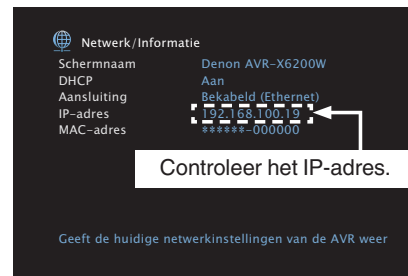 Netwerk/Informatie
Schermnaam Denon AVR-X6200W
DHCP Aan
Aansluiting Bekabeld (Ethernet)
IP-adres 192.168.100.19
MAC-adres ******-000000
Controleer het IP-adres.
Geeft de huidige netwerkinstellingen van de AVR weer